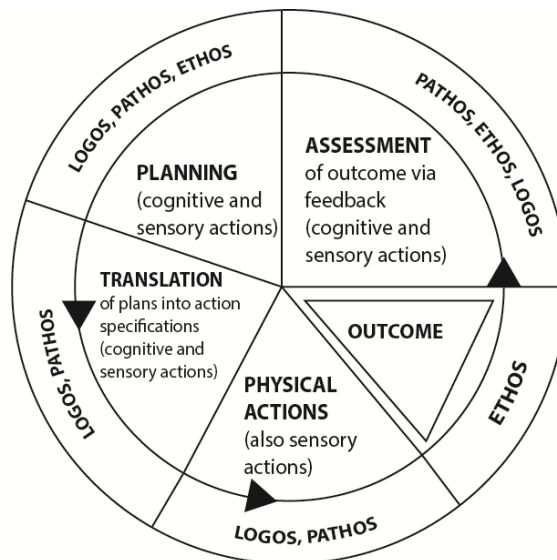 LOGOS, PATHOS, ETHOS
PATHOS, ETHOS, LOGOS
PLANNING
(cognitive and
sensory actions)
ASSESSMENT
of outcome via
feedback
(cognitive and
sensory actions)
TRANSLATION
of plans into action
specifications
(cognitive and
sensory actions)
OUTCOME
PHYSICAL
ACTIONS
(also sensory
actions)
LOGOS, PATHOS
LOGOS, PATHOS
ETHOS